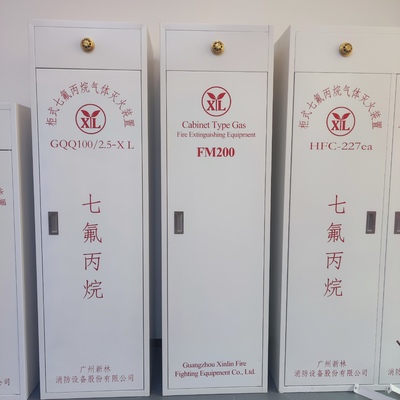 柜式七氟丙烷气体灭火装置
XL
GQQ100/2.5-XL
七氟丙烷
广州新林
消防设备股份有限公司
XL
Cabinet Type Gas
Fire Extinguishing Equipment
FM200
Guangzhou Xinlin Fire
Fighting Equipment Co., Ltd.
柜式七氟丙烷气体灭火装置
XL
HFC-227ea
七氟丙烷
广州新林
消防设备股份有限公司